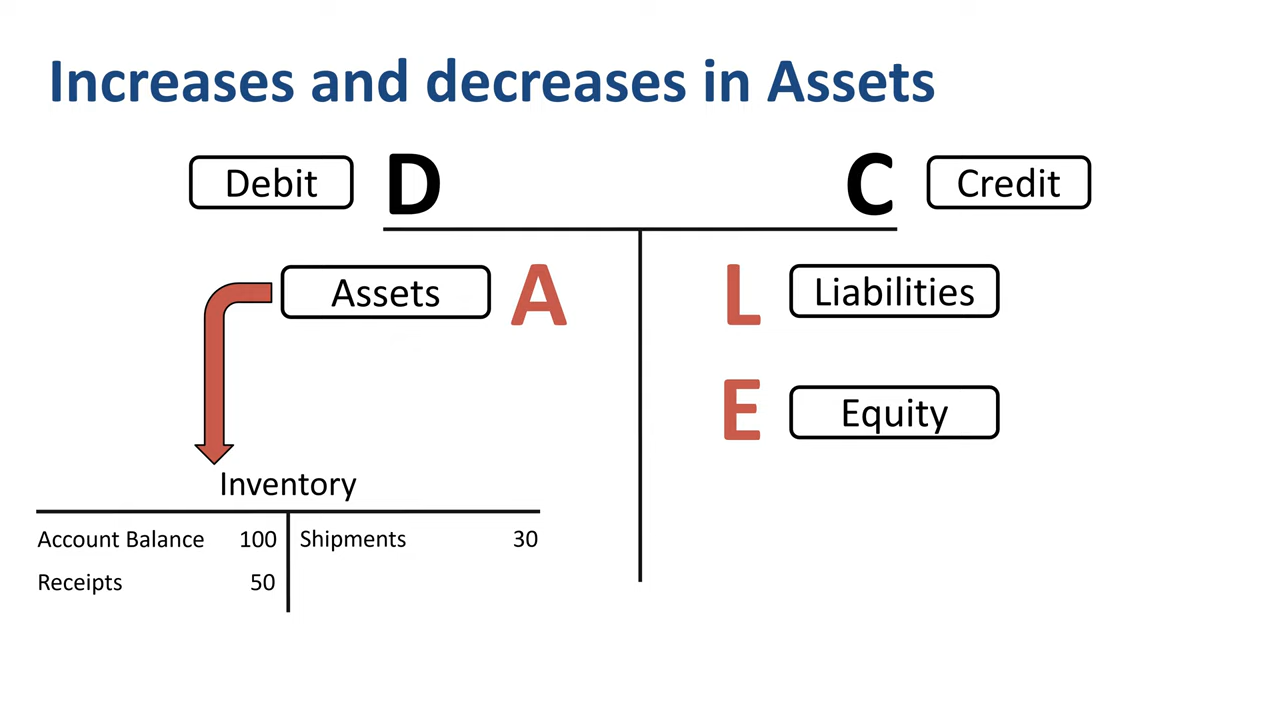 Increases and decreases in Assets
Debit D C Credit
Assets A L Liabilities
E Equity
Inventory
Account Balance 100 Shipments 30
Receipts 50